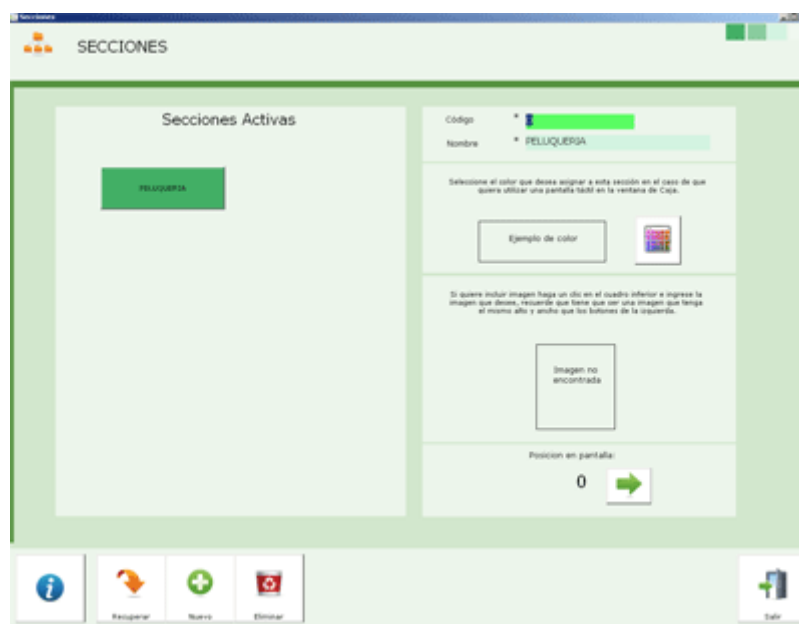 Secciones
SECCIONES
Secciones Activas
PELUQUERIA
Código *
Nombre * PELUQUERIA
Seleccione el color que desea asignar a esta sección en el caso de que
quiera utilizar una pantalla táctil en la ventana de Caja.
Ejemplo de color
Si quiere incluir imagen haga un clic en el cuadro inferior e ingrese la
imagen que desee, recuerde que tiene que ser una imagen que tenga
el mismo alto y ancho que los botones de la izquierda.
Imagen no
encontrada
Posicion en pantalla:
0
Recuperar
Nuevo
Eliminar
Salir